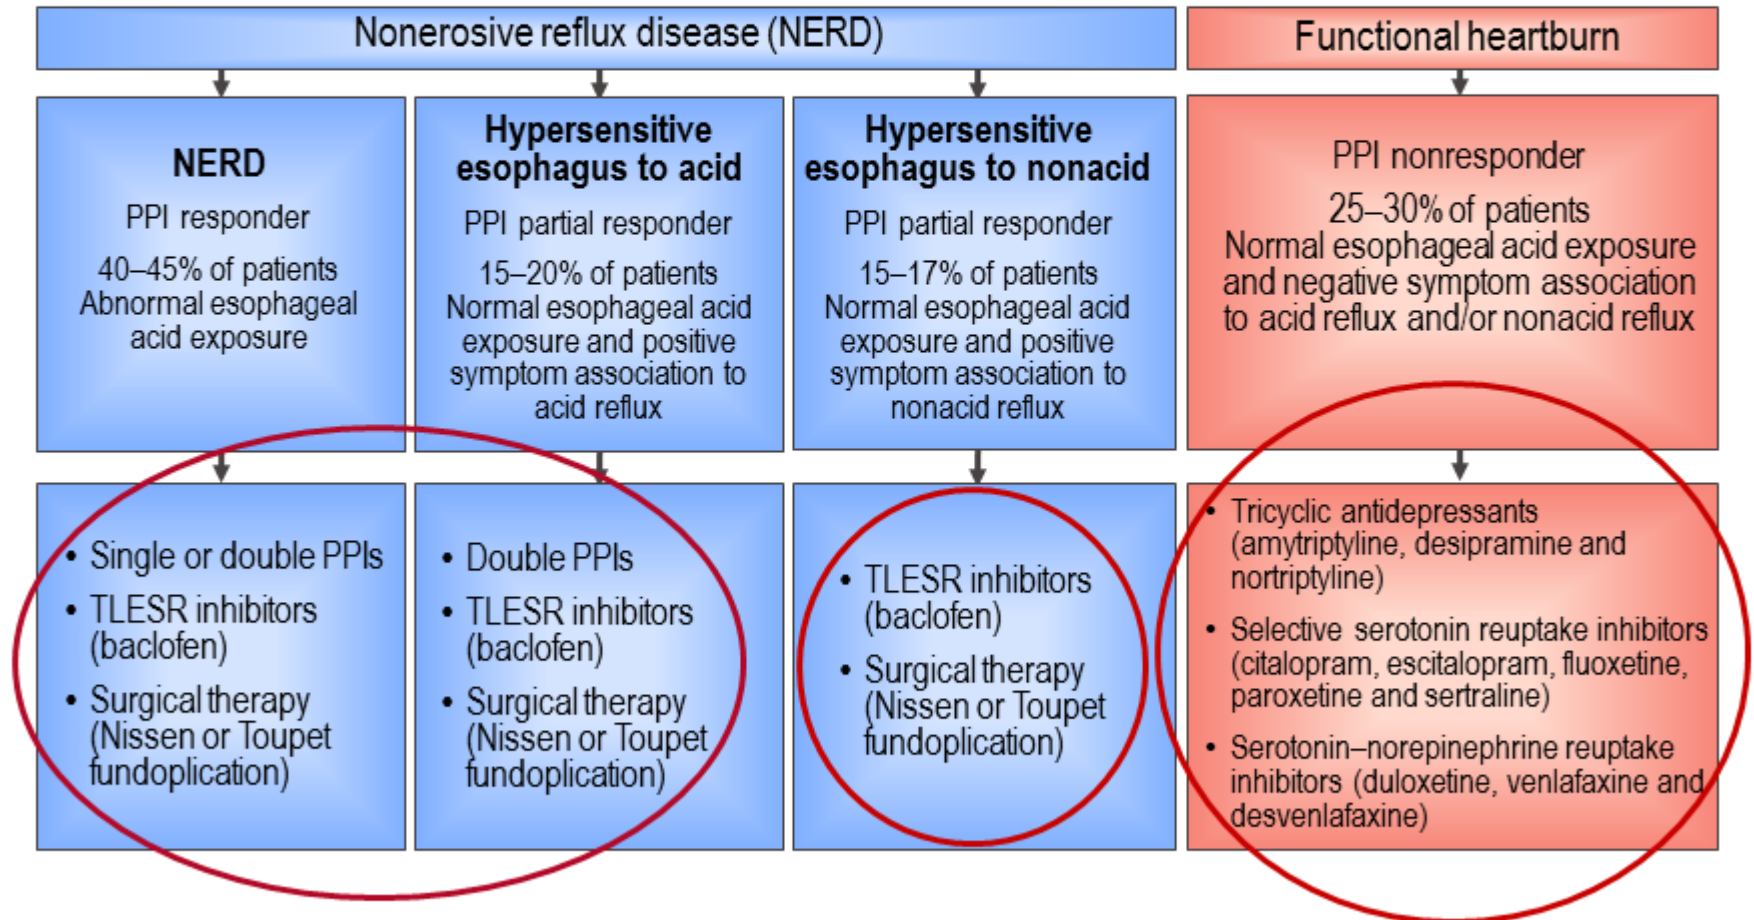 Nonerosive reflux disease (NERD)
Functional heartburn
NERD
PPI responder
40–45% of patients
Abnormal esophageal
acid exposure
Hypersensitive
esophagus to acid
PPI partial responder
15–20% of patients
Normal esophageal acid
exposure and positive
symptom association to
acid reflux
Hypersensitive
esophagus to nonacid
PPI partial responder
15–17% of patients
Normal esophageal acid
exposure and positive
symptom association to
nonacid reflux
PPI nonresponder
25–30% of patients
Normal esophageal acid exposure
and negative symptom association
to acid reflux and/or nonacid reflux
• Single or double PPIs
• TLESR inhibitors
(baclofen)
• Surgical therapy
(Nissen or Toupet
fundoplication)
• Double PPIs
• TLESR inhibitors
(baclofen)
• Surgical therapy
(Nissen or Toupet
fundoplication)
• TLESR inhibitors
(baclofen)
• Surgical therapy
(Nissen or Toupet
fundoplication)
• Tricyclic antidepressants
(amytriptyline, desipramine and
nortriptyline)
• Selective serotonin reuptake inhibitors
(citalopram, escitalopram, fluoxetine,
paroxetine and sertraline)
• Serotonin–norepinephrine reuptake
inhibitors (duloxetine, venlafaxine and
desvenlafaxine)